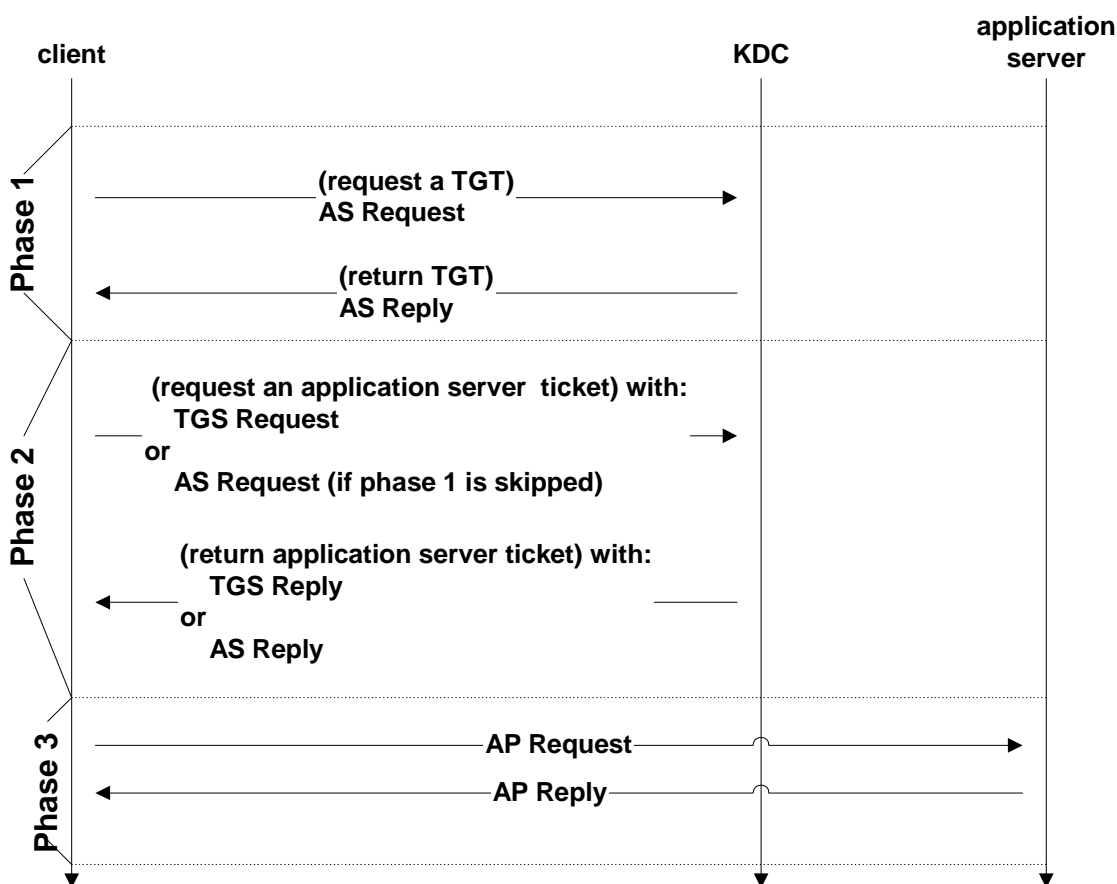 application
server
client
KDC
Phase 1
(request a TGT)
AS Request
(return TGT)
AS Reply
Phase 2
(request an application server ticket) with:
TGS Request
or
AS Request (if phase 1 is skipped)
(return application server ticket) with:
TGS Reply
or
AS Reply
Phase 3
AP Request
AP Reply